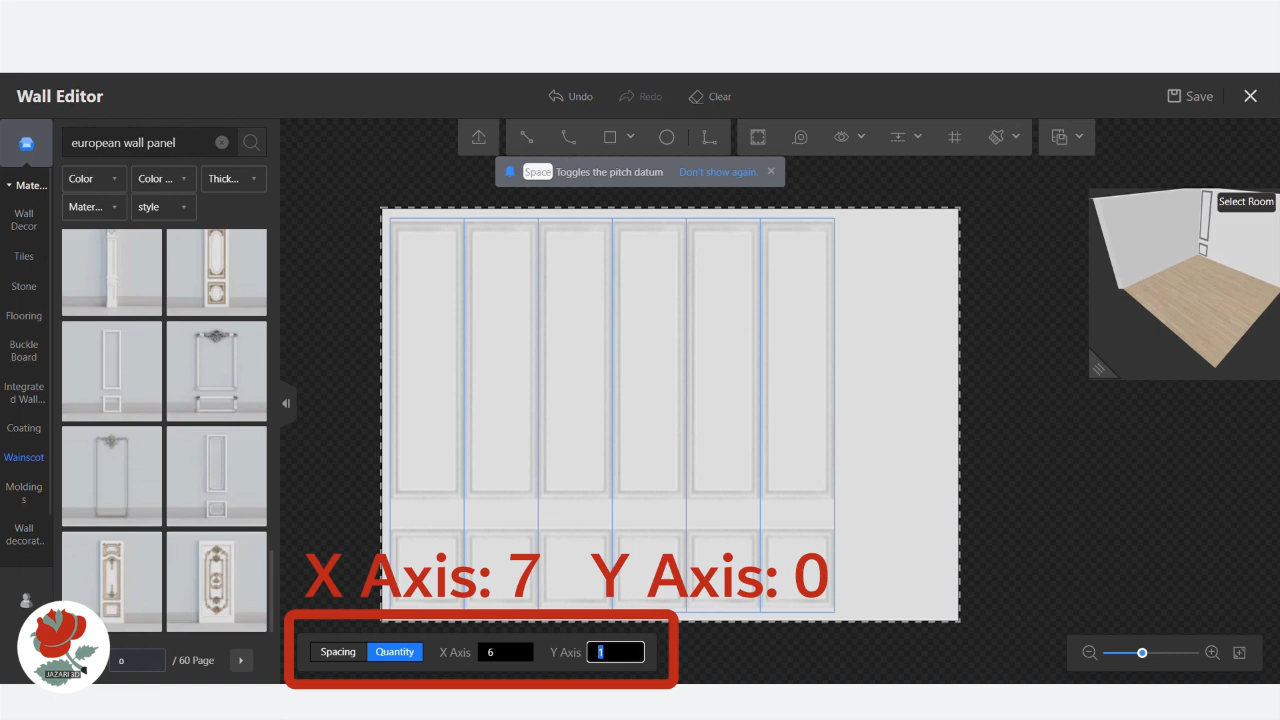 Wall Editor
Undo
Redo
Clear
Save
european wall panel
Color
Color ...
Thick...
Mater...
style
Mate...
Wall
Decor
Tiles
Stone
Flooring
Buckle
Board
Integrate
d Wall...
Coating
Wainscot
Molding
s
Wall
decorat..
Space Toggles the pitch datum Don't show again.
Select Room
X Axis: 7 Y Axis: 0
Spacing Quantity X Axis 6 Y Axis 1
0 / 60 Page
JAZARI 3D